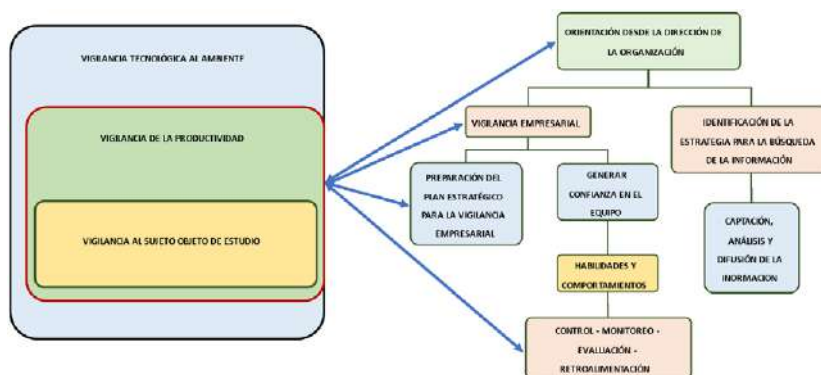 VIGILANCIA TECNOLÓGICA AL AMBIENTE
VIGILANCIA DE LA PRODUCTIVIDAD
VIGILANCIA AL SUJETO OBJETO DE ESTUDIO
ORIENTACIÓN DESDE LA DIRECCIÓN DE
LA ORGANIZACIÓN
VIGILANCIA EMPRESARIAL
IDENTIFICACIÓN DE LA
ESTRATEGIA PARA LA BÚSQUEDA
DE LA INFORMACIÓN
PREPARACIÓN DEL
PLAN ESTRATÉGICO
PARA LA VIGILANCIA
EMPRESARIAL
GENERAR
CONFIANZA EN EL
EQUIPO
CAPTACIÓN,
ANÁLISIS Y
DIFUSIÓN DE LA
INORMACION
HABILIDADES Y
COMPORTAMIENTOS
CONTROL - MONITOREO -
EVALUACIÓN -
RETROALIMENTACIÓN